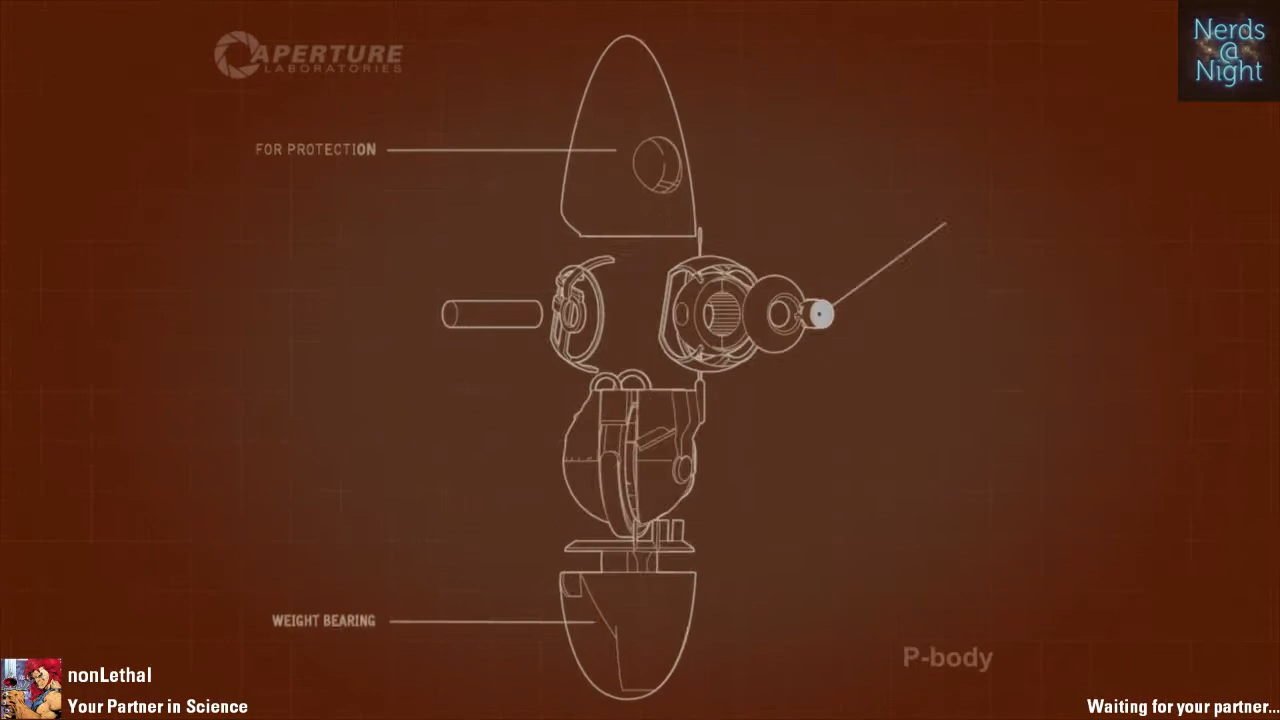 APERTURE
LABORATORIES
Nerds
@
Night
FOR PROTECTION
WEIGHT BEARING
P-body
nonLethal
Your Partner in Science
Waiting for your partner...